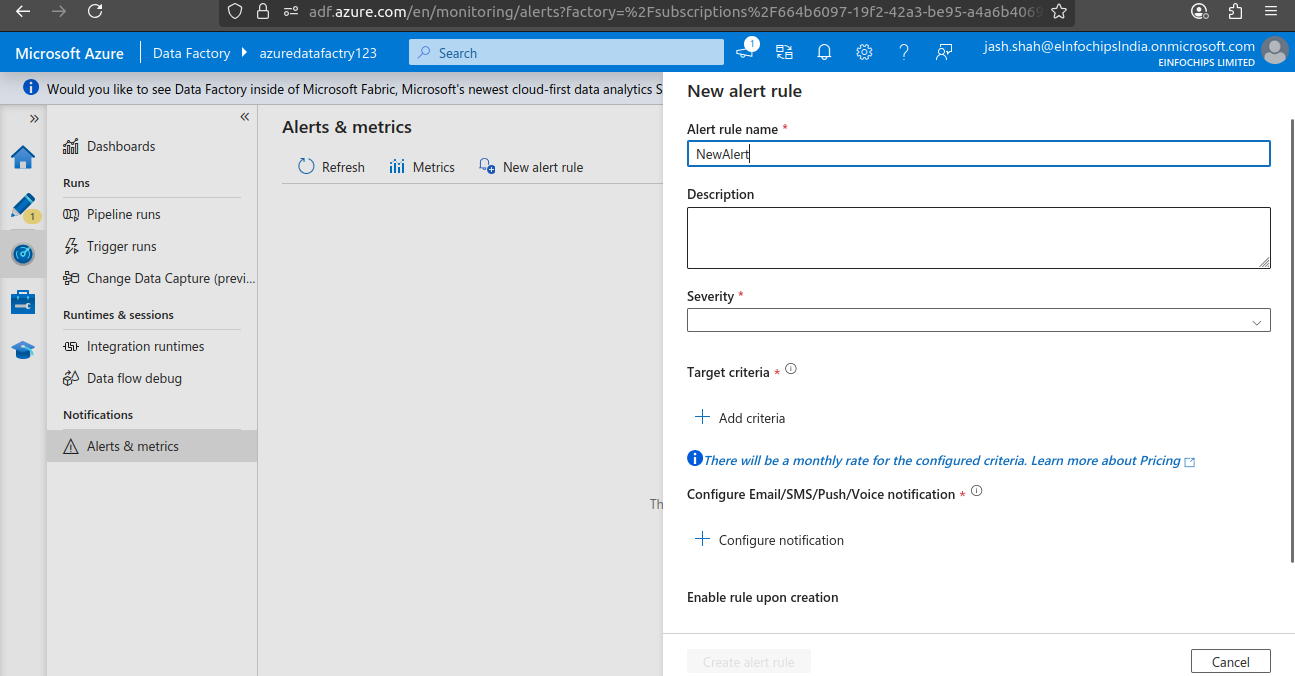 adf.azure.com/en/monitoring/alerts?factory=%2Fsubscriptions%2F664b6097-19f2-42a3-be95-a4a6b4069
Microsoft Azure Data Factory azuredatafactry123 Search 1 jash.shah@eInfochipsIndia.onmicrosoft.com
EINFOCHIPS LIMITED
Would you like to see Data Factory inside of Microsoft Fabric, Microsoft's newest cloud-first data analytics S
» «
1
Dashboards
Runs
Pipeline runs
Trigger runs
Change Data Capture (previ...
Runtimes & sessions
Integration runtimes
Data flow debug
Notifications
Alerts & metrics
Alerts & metrics
Refresh Metrics New alert rule
Th
New alert rule
Alert rule name *
NewAlert
Description
Severity *
Target criteria *
+ Add criteria
There will be a monthly rate for the configured criteria. Learn more about Pricing
Configure Email/SMS/Push/Voice notification *
+ Configure notification
Enable rule upon creation
Create alert rule Cancel